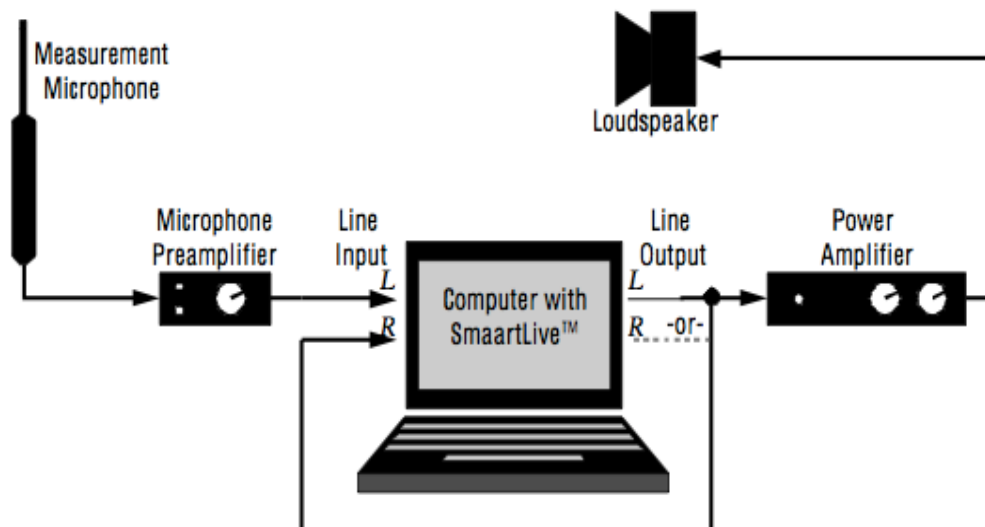 Measurement
Microphone
Loudspeaker
Microphone
Preamplifier
Line
Input
L
R
Computer with
SmaartLive™
Line
Output
L
R -or-
Power
Amplifier